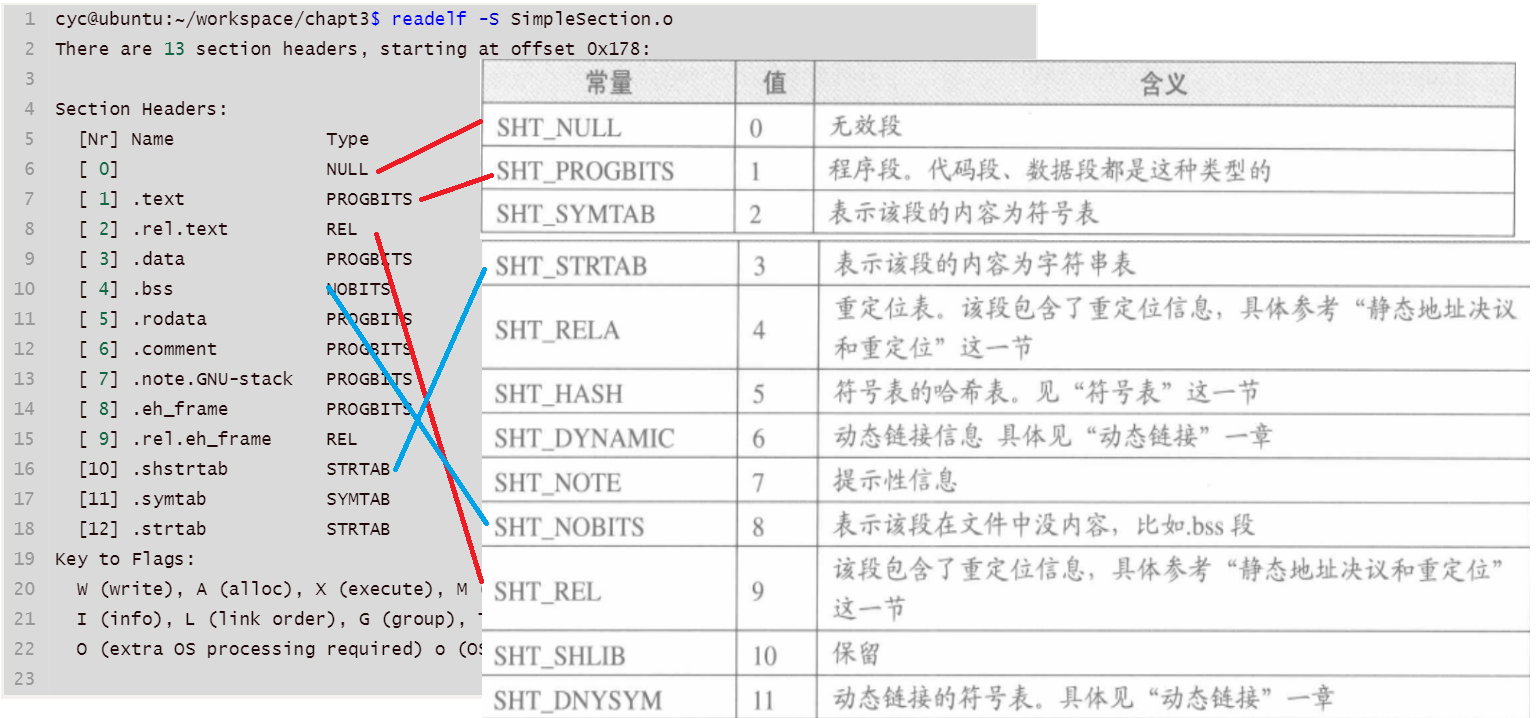 1 cyc@ubuntu:~/workspace/chapt3$ readelf -S SimpleSection.o
2 There are 13 section headers, starting at offset 0x178:
3
4 Section Headers:
5 [Nr] Name Type
6 [ 0] NULL
7 [ 1] .text PROGBITS
8 [ 2] .rel.text REL
9 [ 3] .data PROGBITS
10 [ 4] .bss NOBITS
11 [ 5] .rodata PROGBITS
12 [ 6] .comment PROGBITS
13 [ 7] .note.GNU-stack PROGBITS
14 [ 8] .eh_frame PROGBITS
15 [ 9] .rel.eh_frame REL
16 [10] .shstrtab STRTAB
17 [11] .symtab SYMTAB
18 [12] .strtab STRTAB
19 Key to Flags:
20 W (write), A (alloc), X (execute), M
21 I (info), L (link order), G (group),
22 O (extra OS processing required) o (OS
23
常量 值 含义
SHT_NULL 0 无效段
SHT_PROGBITS 1 程序段。代码段、数据段都是这种类型的
SHT_SYMTAB 2 表示该段的内容为符号表
SHT_STRTAB 3 表示该段的内容为字符串表
SHT_RELA 4 重定位表。该段包含了重定位信息，具体参考“静态地址决议
和重定位”这一节
SHT_HASH 5 符号表的哈希表。见“符号表”这一节
SHT_DYNAMIC 6 动态链接信息 具体见“动态链接”一章
SHT_NOTE 7 提示性信息
SHT_NOBITS 8 表示该段在文件中没内容，比如.bss 段
SHT_REL 9 该段包含了重定位信息，具体参考“静态地址决议和重定位”
这一节
SHT_SHLIB 10 保留
SHT_DNYSYM 11 动态链接的符号表。具体见“动态链接”一章